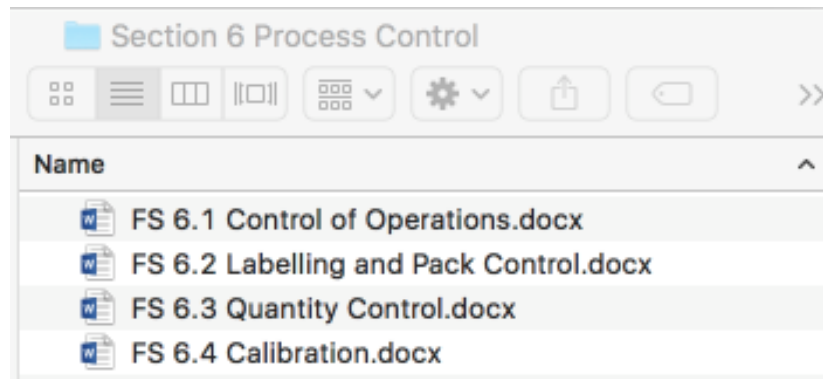 Section 6 Process Control
Name
FS 6.1 Control of Operations.docx
FS 6.2 Labelling and Pack Control.docx
FS 6.3 Quantity Control.docx
FS 6.4 Calibration.docx